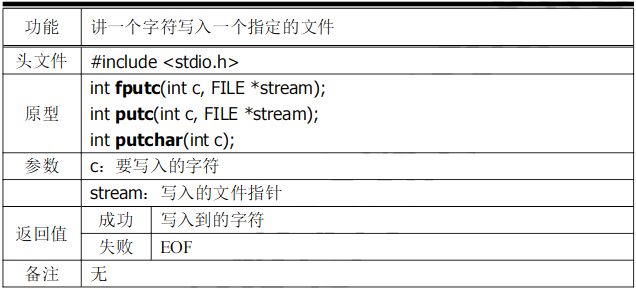 功能 讲一个字符写入一个指定的文件
头文件 #include <stdio.h>
原型 int fputc(int c, FILE *stream);
int putc(int c, FILE *stream);
int putchar(int c);
参数 c：要写入的字符
stream：写入的文件指针
返回值 成功 写入到的字符
失败 EOF
备注 无